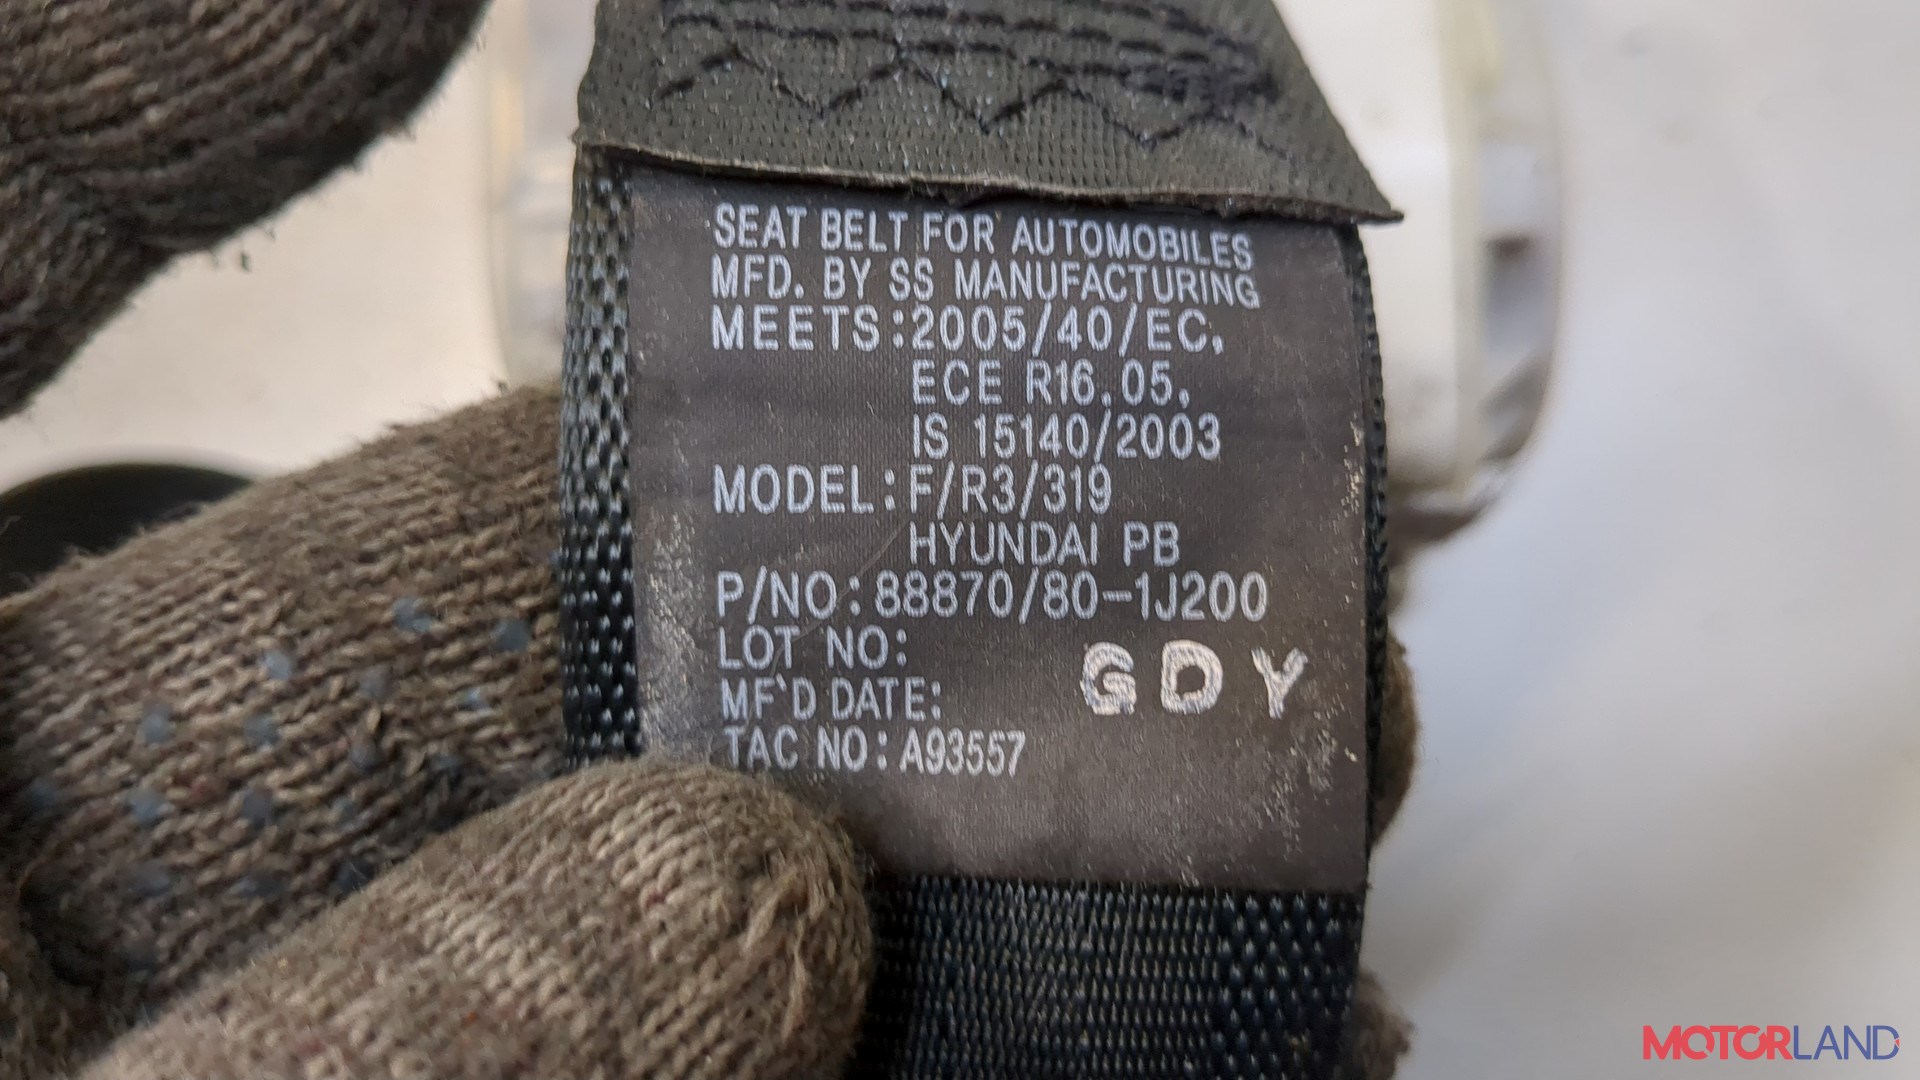 SEAT BELT FOR AUTOMOBILES
MFD. BY SS MANUFACTURING
MEETS:2005/40/EC,
ECE R16.05,
IS 15140/2003
MODEL:F/R3/319
HYUNDAI PB
P/NO:88870/80-1J200
LOT NO:
GDY
MF'D DATE:
TAC NO:A93557
MOTORLAND